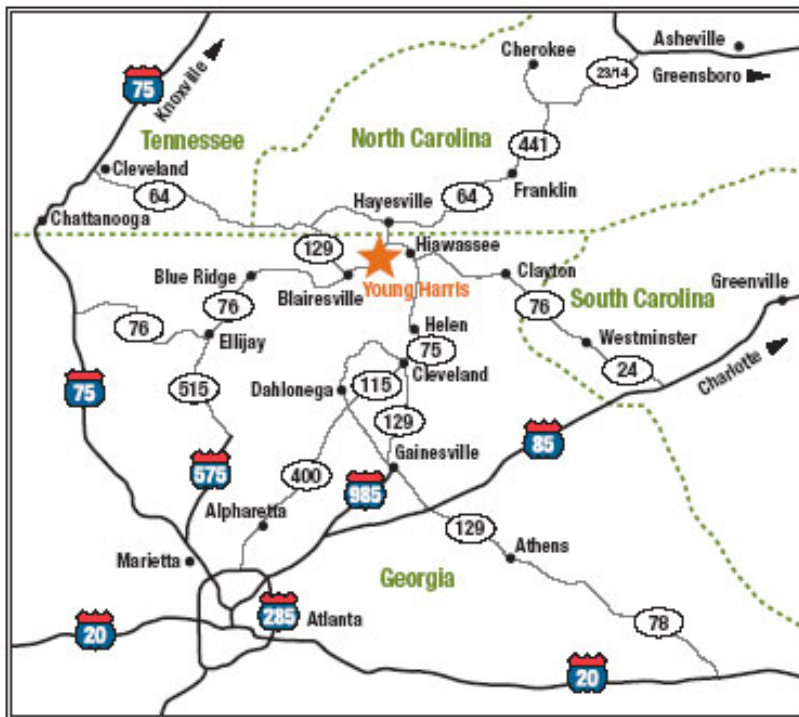 Cherokee
Asheville
23/14
Greensboro
75
Knoxville
Tennessee
North Carolina
441
Cleveland
64
Hayesville
64
Franklin
Chattanooga
129
Hiawassee
Blue Ridge
Blairesville
Young Harris
Clayton
Greenville
76
76
South Carolina
76
Ellijay
Helen
75
Westminster
Cleveland
24
Charlotte
75
515
Dahlonega
115
129
85
575
400
Gainesville
985
Alpharetta
129
Marietta
Athens
Georgia
20
285
Atlanta
78
20